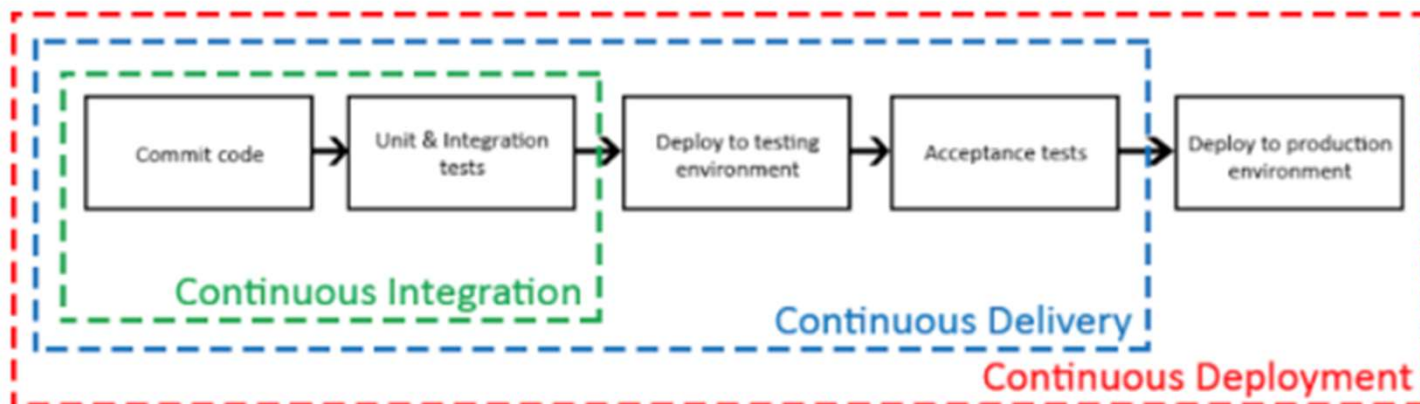 Commit code
Unit & Integration
tests
Deploy to testing
environment
Acceptance tests
Deploy to production
environment
Continuous Integration
Continuous Delivery
Continuous Deployment